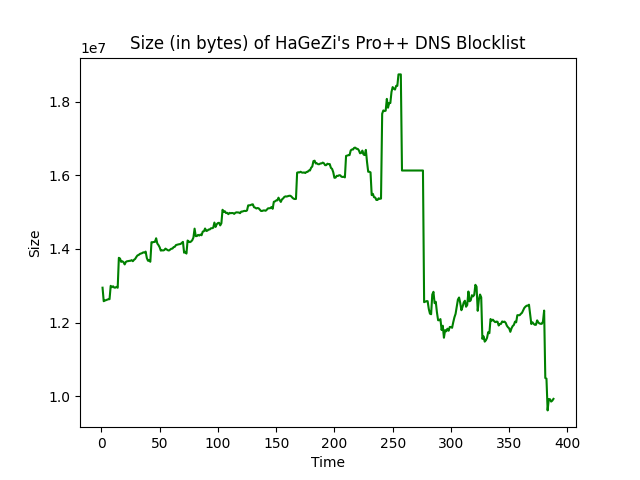 Size (in bytes) of HaGeZi's Pro++ DNS Blocklist
1e7
1.8
1.6
1.4
1.2
1.0
Size
0 50 100 150 200 250 300 350 400
Time